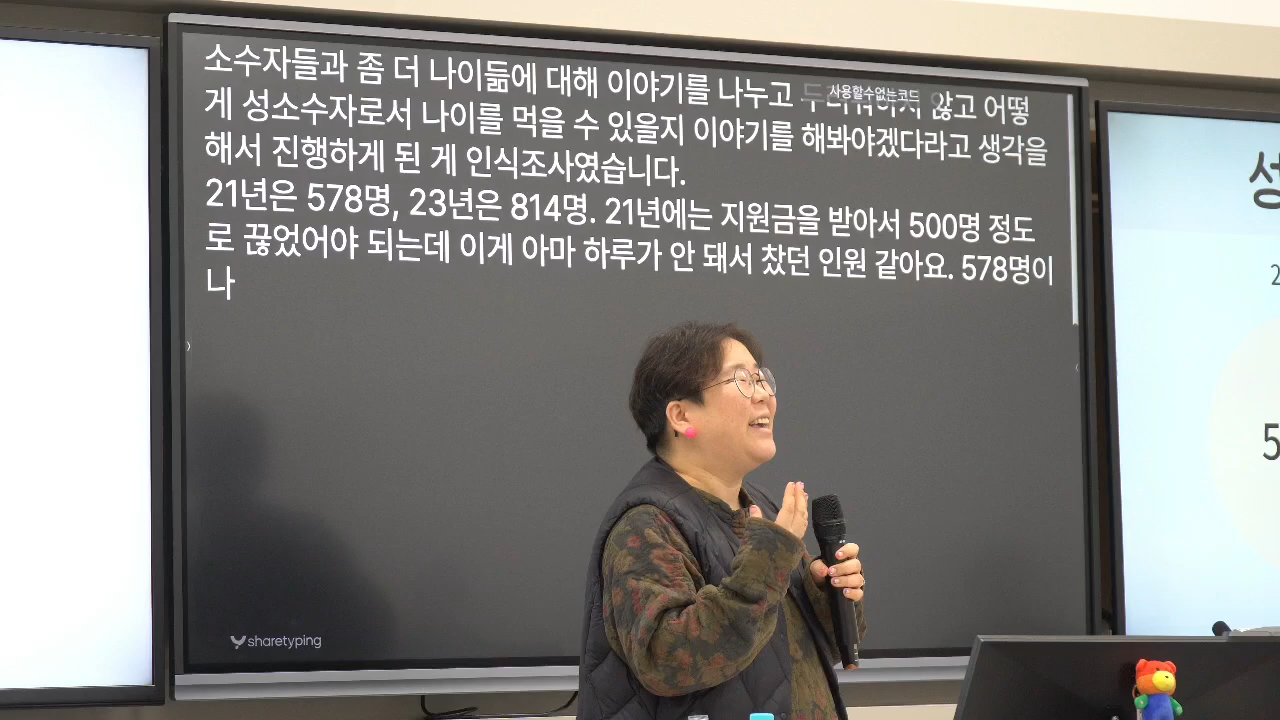 소수자들과 좀 더 나이듦에 대해 이야기를 나누고 않고 어떻
사용할수없는코드
게 성소수자로서 나이를 먹을 수 있을지 이야기를 해봐야겠다라고 생각을
해서 진행하게 된 게 인식조사였습니다.
21년은 578명, 23년은 814명. 21년에는 지원금을 받아서 500명 정도
로 끊었어야 되는데 이게 아마 하루가 안 돼서 찼던 인원 같아요. 578명이
나
sharetyping
성
2
5